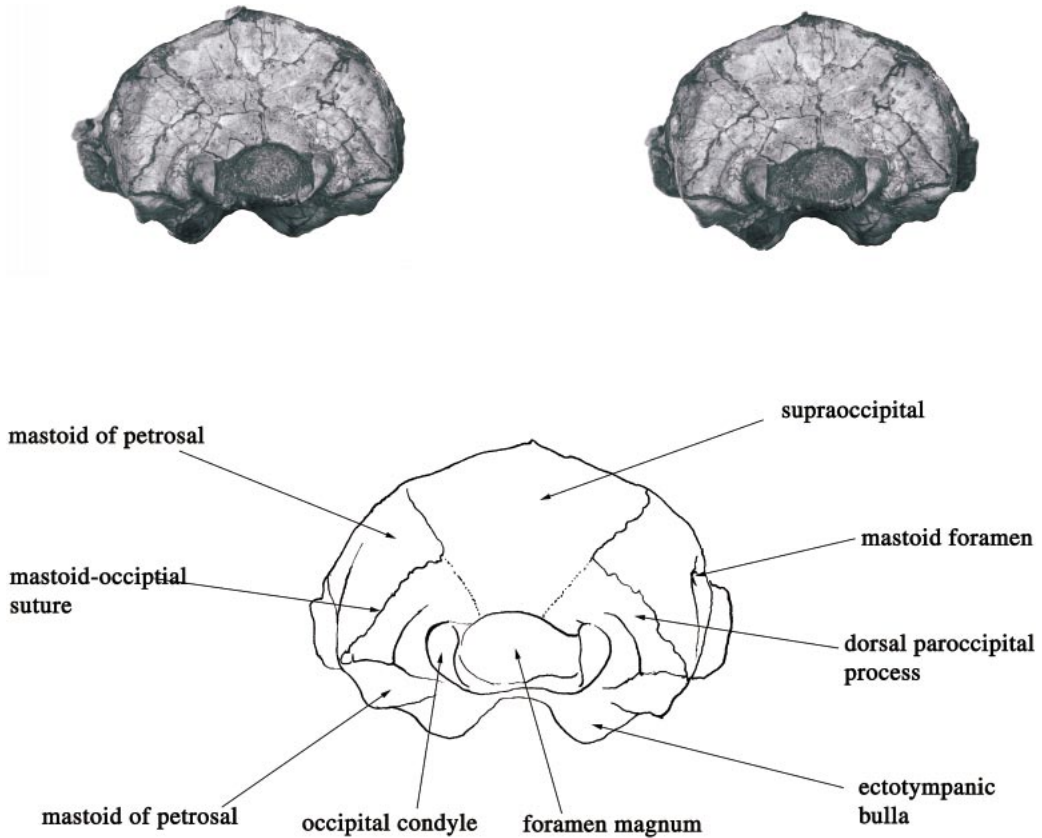 supraoccipital
mastoid of petrosal
mastoid foramen
mastoid-occiptial
suture
dorsal paroccipital
process
ectotympanic
bulla
mastoid of petrosal
occipital condyle
foramen magnum